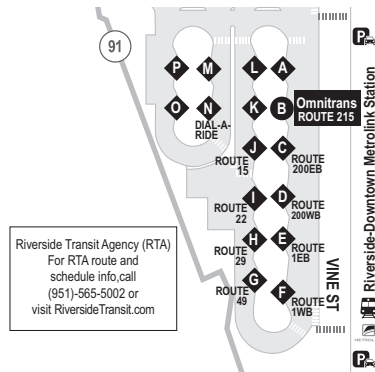 91
P
M
L
A
P
O
N
K
B
Omnitrans
ROUTE 215
DIAL-A-
RIDE
J
C
ROUTE
15
ROUTE
200EB
I
D
ROUTE
22
ROUTE
200WB
H
E
ROUTE
29
ROUTE
1EB
G
F
ROUTE
49
ROUTE
1WB
VINE ST
Riverside-Downtown Metrolink Station
Riverside Transit Agency (RTA)
For RTA route and
schedule info,call
(951)-565-5002 or
visit RiversideTransit.com
P